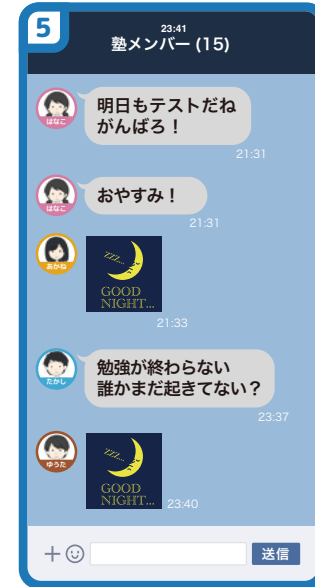 5
23:41
塾メンバー (15)
明日もテストだね
がんばろ！
はなこ
21:31
おやすみ！
はなこ
21:31
zzz...
GOOD
NIGHT...
あかね
21:33
勉強が終わらない
誰かまだ起きてない？
たかし
23:37
zzz...
GOOD
NIGHT...
ゆうた
23:40
送信